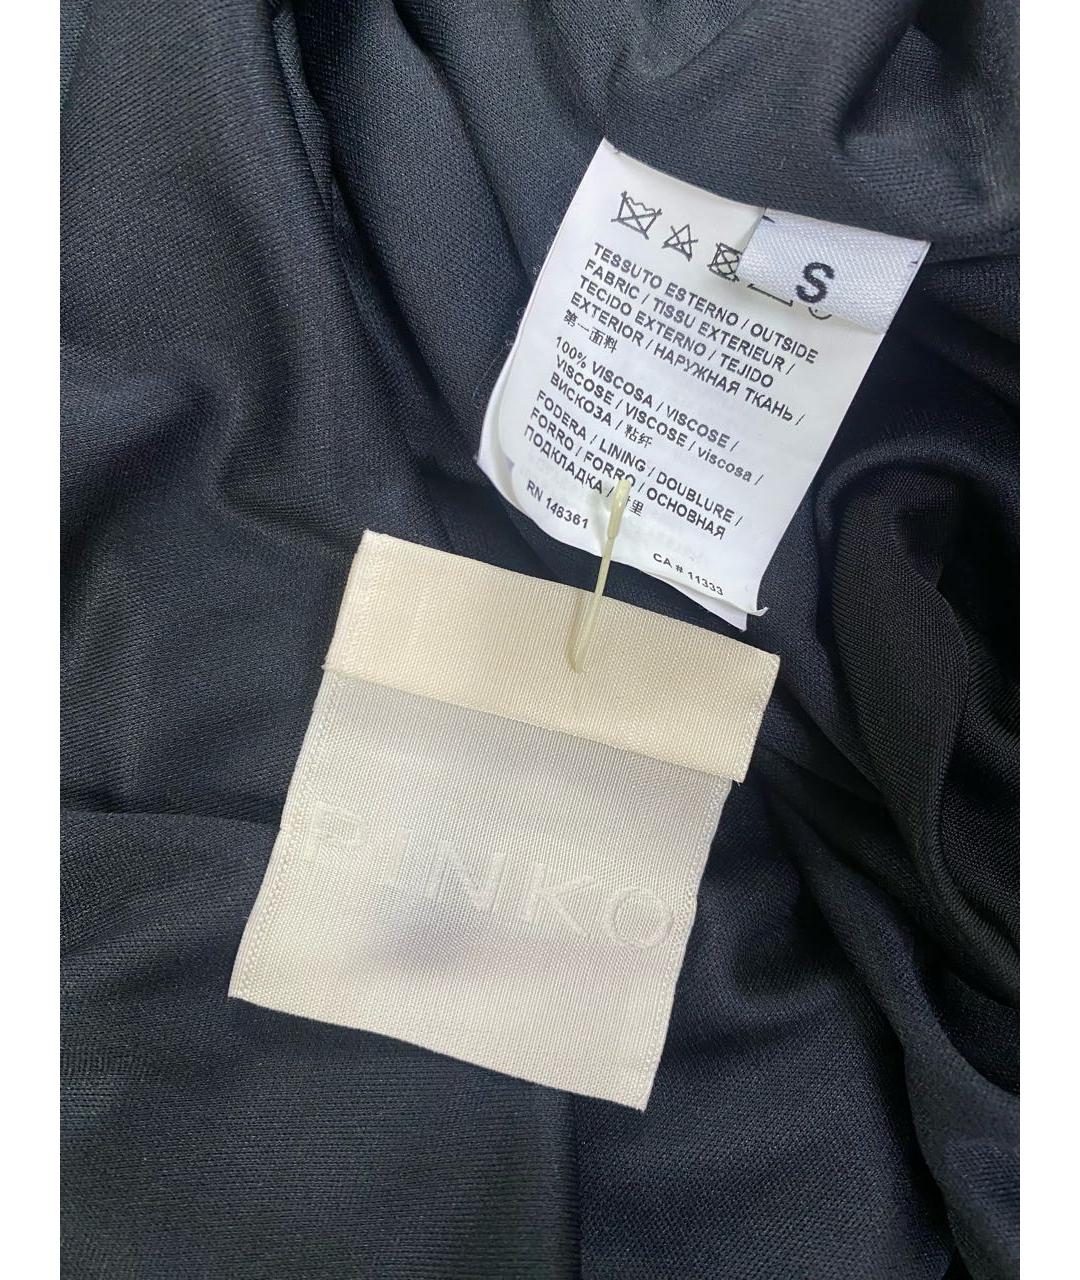 S
TESSUTO ESTERNO / OUTSIDE
FABRIC / TISSU EXTERIEUR /
TECIDO EXTERNO / TEJIDO
EXTERIOR / НАРУЖНАЯ ТКАНЬ /
第一面料
100% VISCOSA / VISCOSE /
VISCOSE / VISCOSE / viscosa /
ВИСКОЗА / 粘纤
FODERA / LINING / DOUBLURE /
FORRO / FORRO / ОСНОВНАЯ
ПОДКЛАДКА / 里
RN 148361
CA # 11333
PINKO